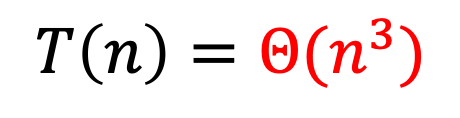 T(n) = Θ(n³)